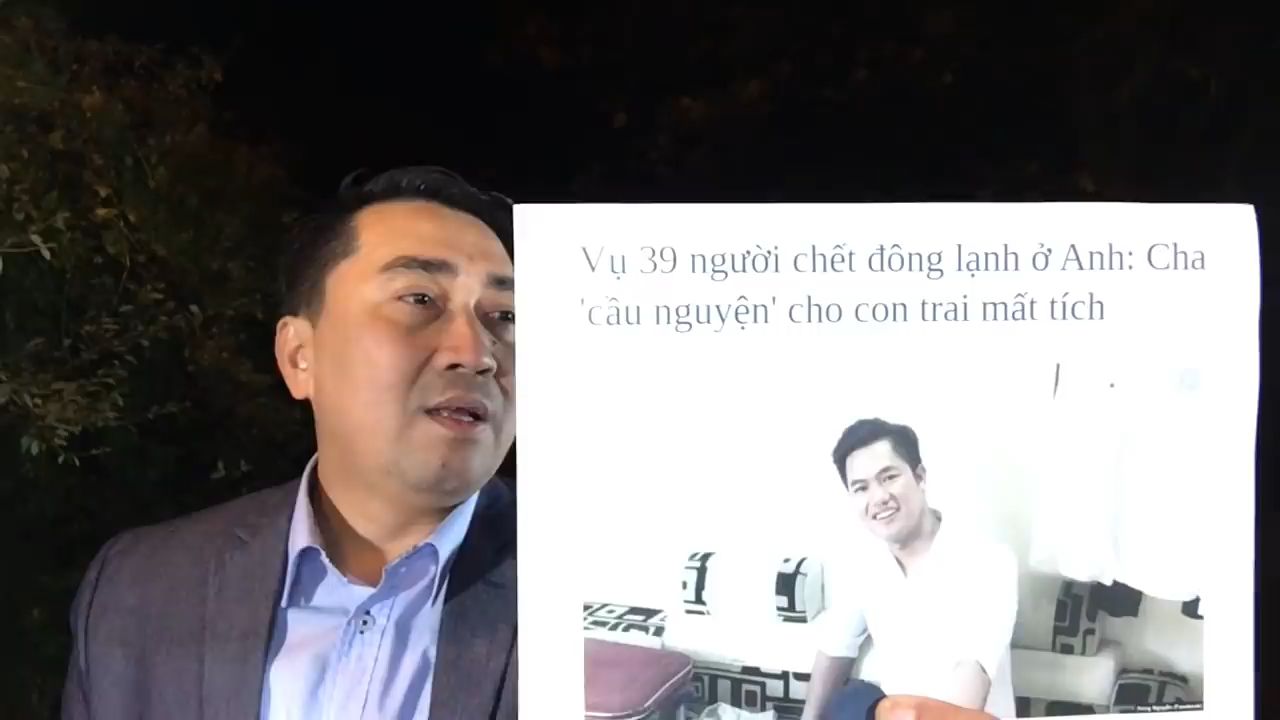 Vụ 39 người chết đông lạnh ở Anh: Cha
'cầu nguyện' cho con trai mất tích